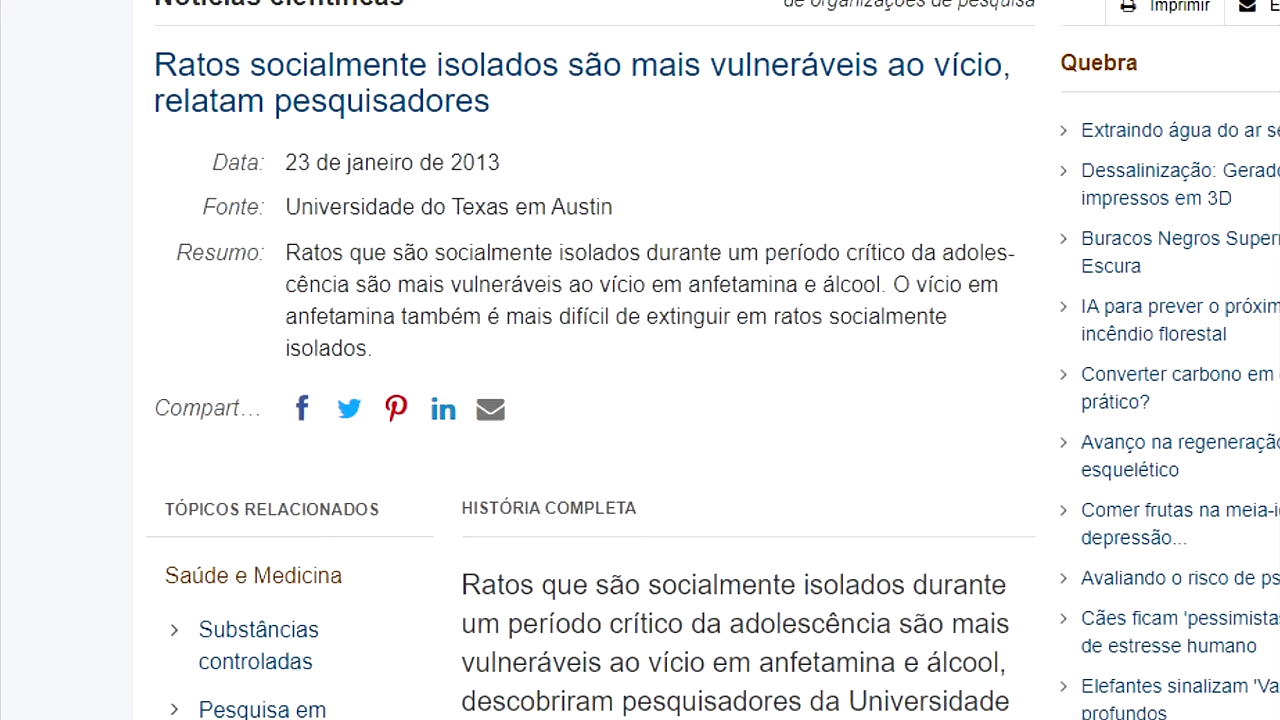 Notícias científicas
de organizações de pesquisa
Imprimir
Ratos socialmente isolados são mais vulneráveis ao vício,
relatam pesquisadores
Data: 23 de janeiro de 2013
Fonte: Universidade do Texas em Austin
Resumo: Ratos que são socialmente isolados durante um período crítico da adoles-
cência são mais vulneráveis ao vício em anfetamina e álcool. O vício em
anfetamina também é mais difícil de extinguir em ratos socialmente
isolados.
Compart...
TÓPICOS RELACIONADOS
Saúde e Medicina
Substâncias
controladas
Pesquisa em
HISTÓRIA COMPLETA
Ratos que são socialmente isolados durante
um período crítico da adolescência são mais
vulneráveis ao vício em anfetamina e álcool,
descobriram pesquisadores da Universidade
Quebra
Extraindo água do ar
Dessalinização:
impressos em 3D
Buracos Negros
Escura
IA para prever o
incêndio florestal
Converter carbono em
prático?
Avanço na
esquelético
Comer frutas na
depressão...
Avaliando o risco de
Cães ficam
de estresse humano
Elefantes sinalizam
profundos